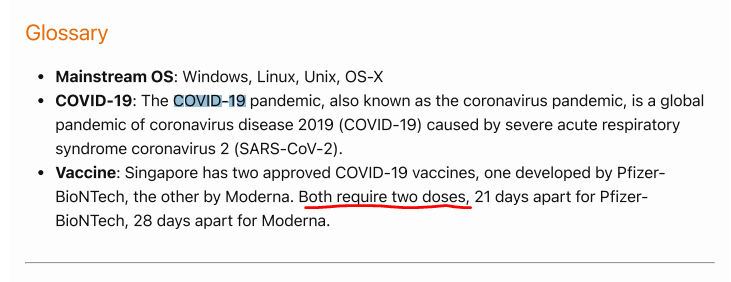 Glossary
• Mainstream OS: Windows, Linux, Unix, OS-X
• COVID-19: The COVID-19 pandemic, also known as the coronavirus pandemic, is a global
pandemic of coronavirus disease 2019 (COVID-19) caused by severe acute respiratory
syndrome coronavirus 2 (SARS-CoV-2).
• Vaccine: Singapore has two approved COVID-19 vaccines, one developed by Pfizer-
BioNTech, the other by Moderna. Both require two doses, 21 days apart for Pfizer-
BioNTech, 28 days apart for Moderna.